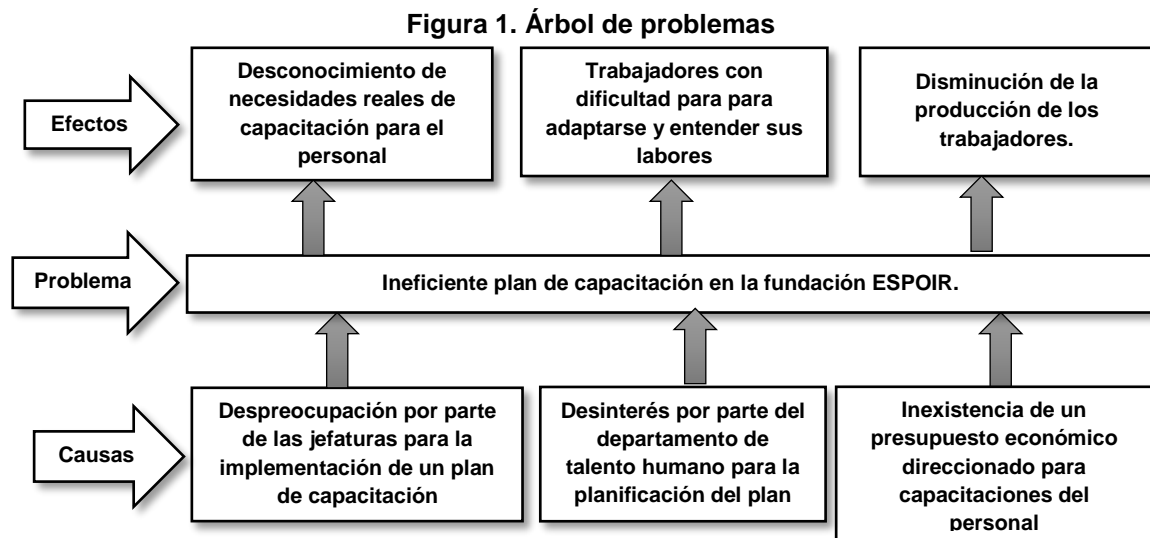 Figura 1. Árbol de problemas
Efectos
Desconocimiento de
necesidades reales de
capacitación para el
personal
Trabajadores con
dificultad para para
adaptarse y entender sus
labores
Disminución de la
producción de los
trabajadores.
Problema
Ineficiente plan de capacitación en la fundación ESPOIR.
Causas
Despreocupación por parte
de las jefaturas para la
implementación de un plan
de capacitación
Desinterés por parte del
departamento de
talento humano para la
planificación del plan
Inexistencia de un
presupuesto económico
direccionado para
capacitaciones del
personal